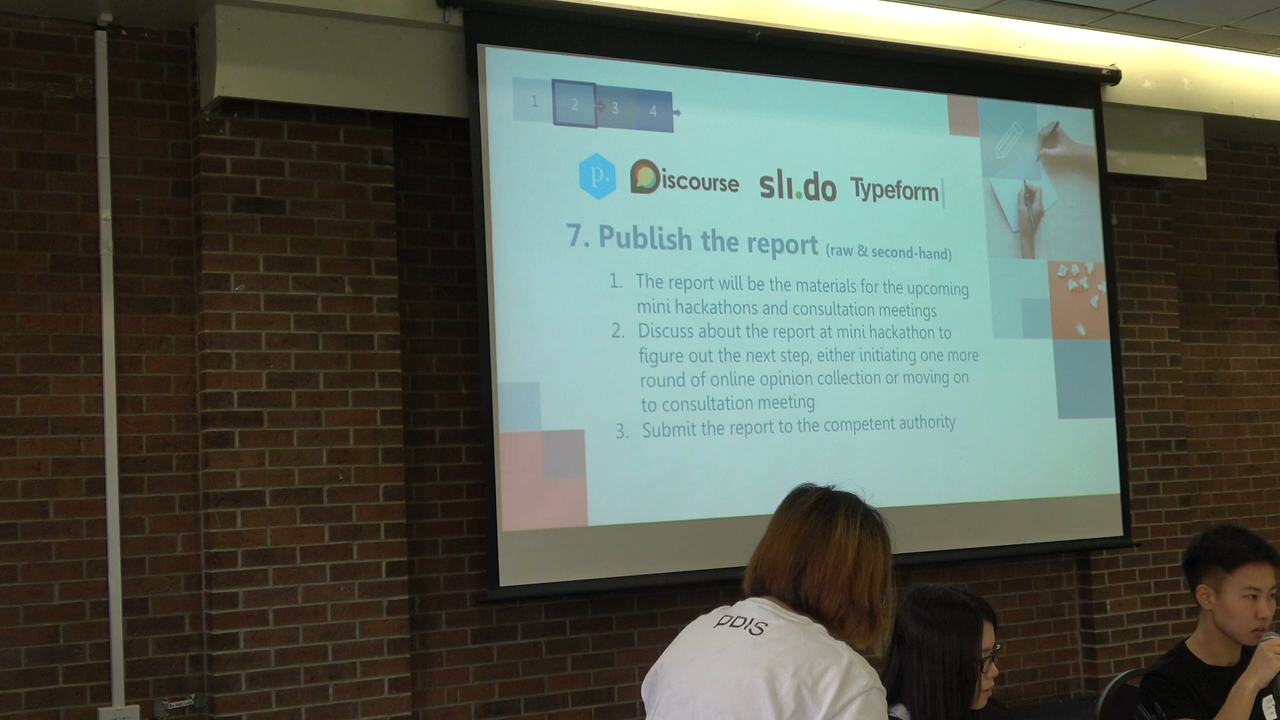 1 2 3 4
p. Discourse sli.do Typeform
7. Publish the report (raw & second-hand)
1. The report will be the materials for the upcoming
mini hackathons and consultation meetings
2. Discuss about the report at mini hackathon to
figure out the next step, either initiating one more
round of online opinion collection or moving on
to consultation meeting
3. Submit the report to the competent authority
PDIS